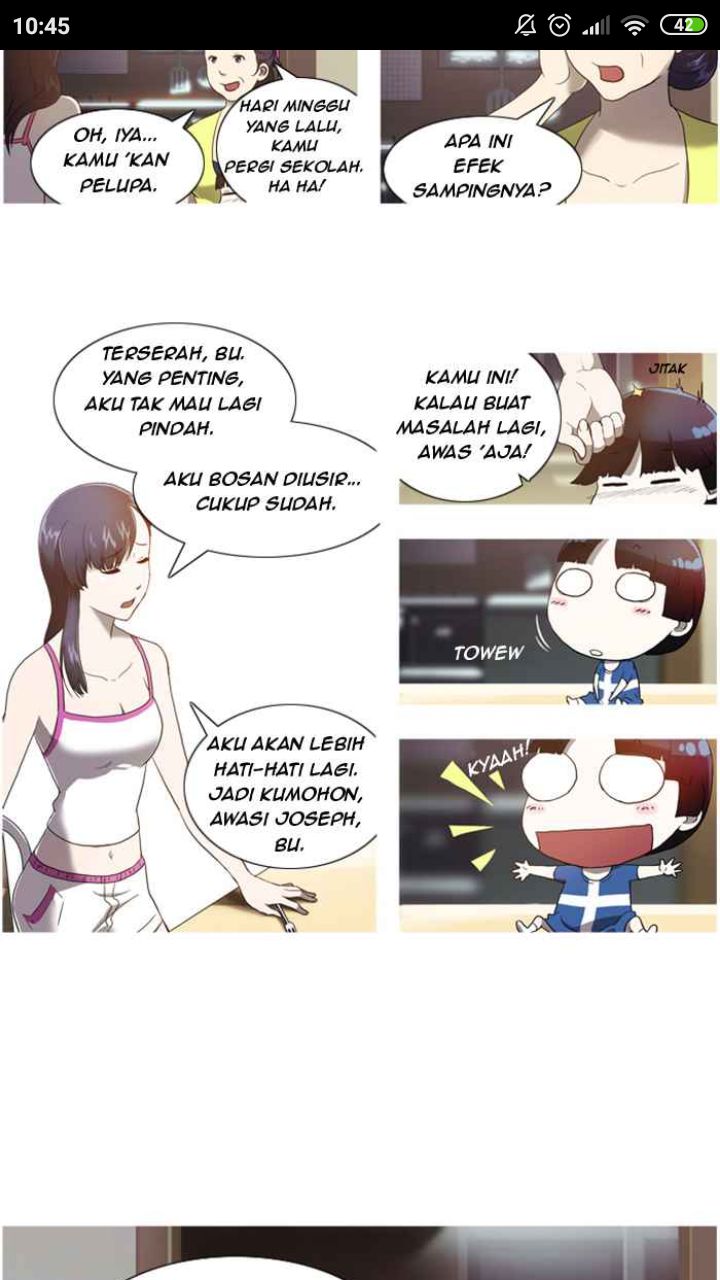 10:45
42
OH, IYA...
KAMU 'KAN
PELUPA.
HARI MINGGU
YANG LALU,
KAMU
PERGI SEKOLAH.
HA HA!
APA INI
EFEK
SAMPINGNYA?
TERSERAH, BU.
YANG PENTING,
AKU TAK MAU LAGI
PINDAH.
AKU BOSAN DIUSIR...
CUKUP SUDAH.
AKU AKAN LEBIH
HATI-HATI LAGI.
JADI KUMOHON,
AWASI JOSEPH,
BU.
KAMU INI!
KALAU BUAT
MASALAH LAGI,
AWAS 'AJA!
JITAK
TOWEW
KYAAH!